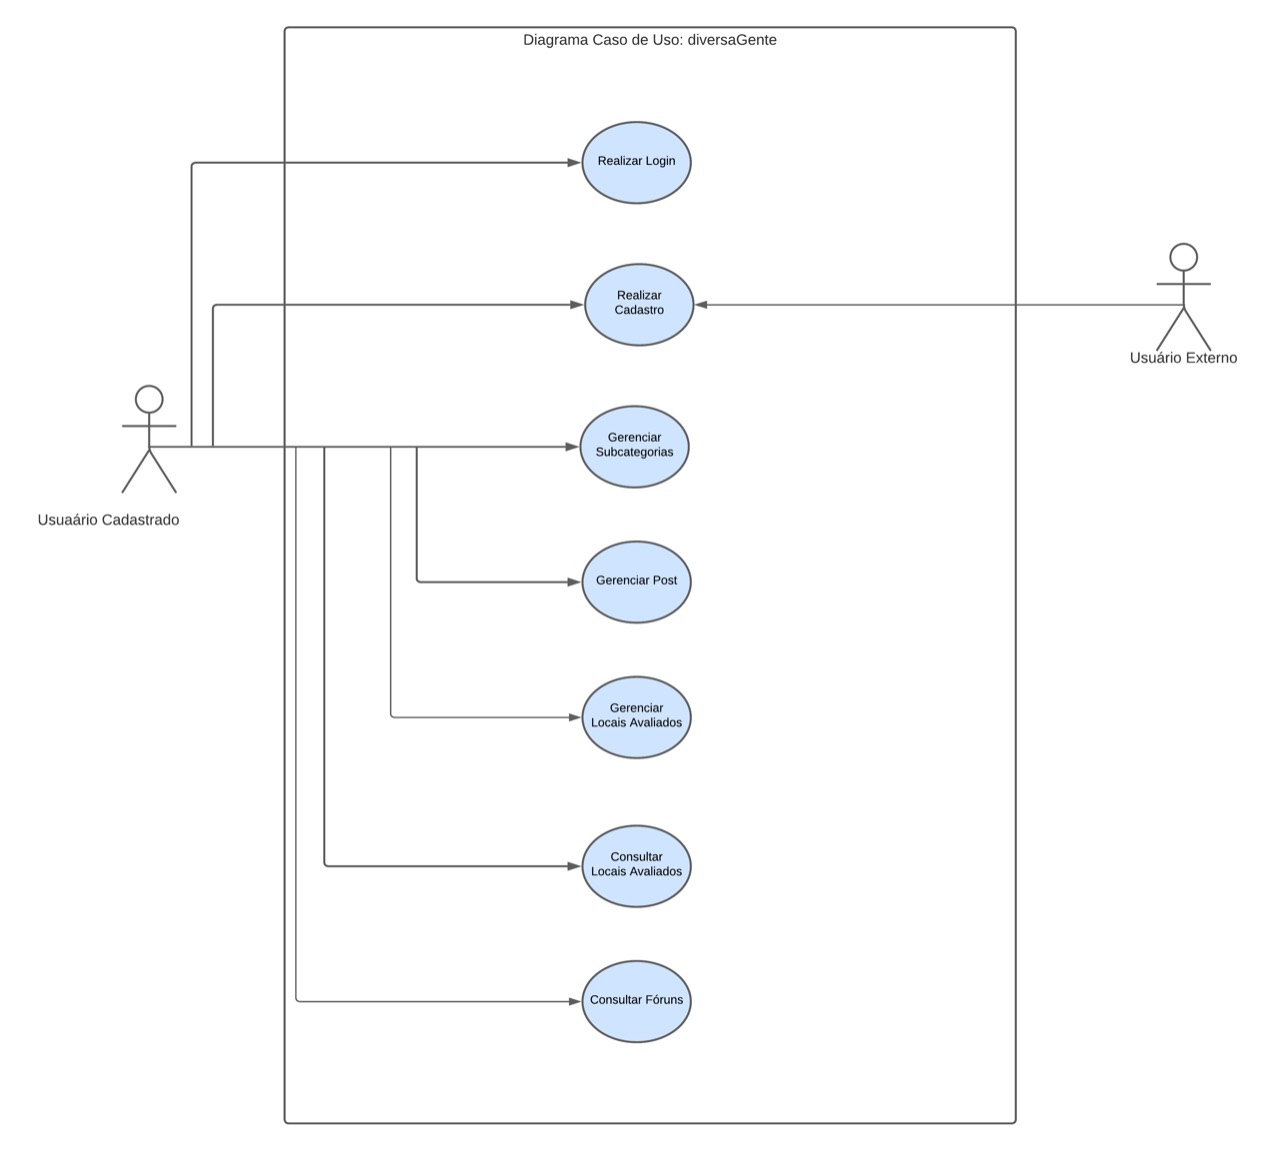 Diagrama Caso de Uso: diversaGente
Realizar Login
Realizar
Cadastro
Usuário Externo
Gerenciar
Subcategorias
Usuaário Cadastrado
Gerenciar Post
Gerenciar
Locais Avaliados
Consultar
Locais Avaliados
Consultar Fóruns